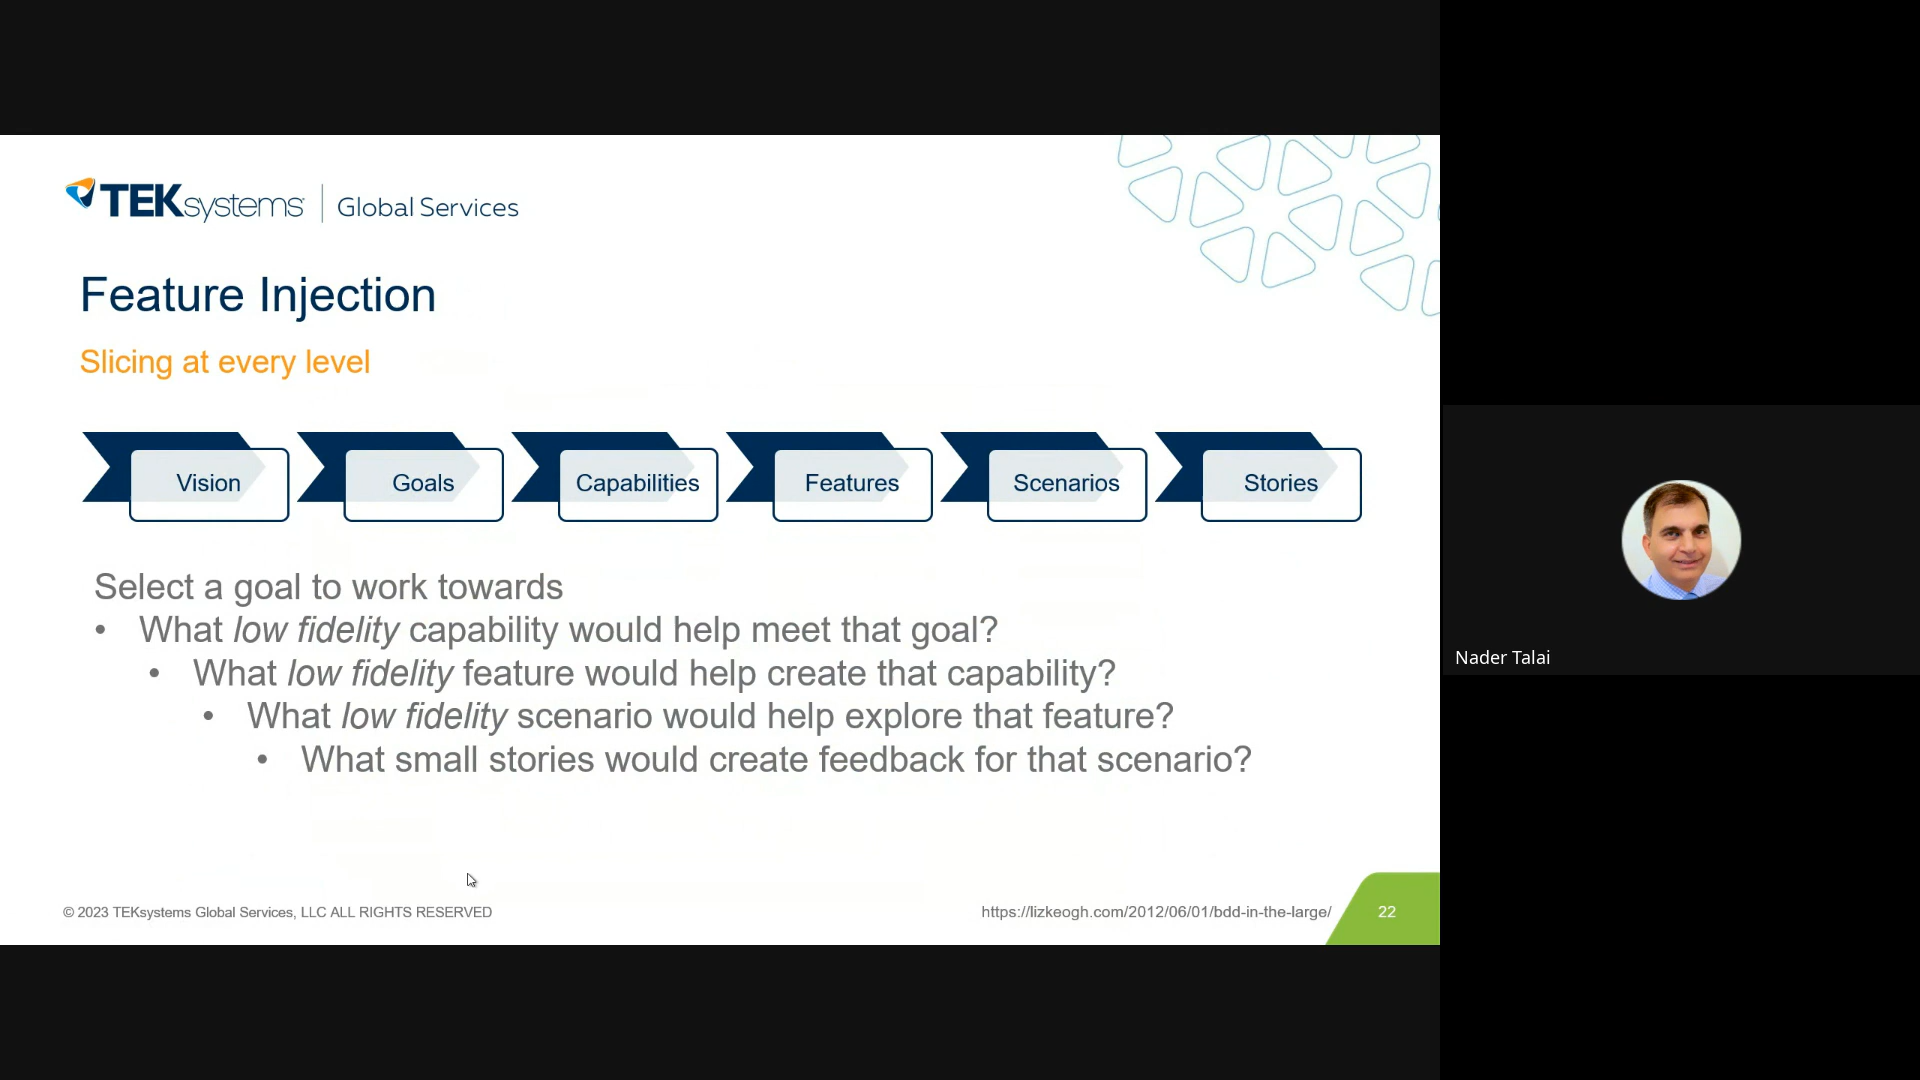 TEKsystems | Global Services
Feature Injection
Slicing at every level
Vision
Goals
Capabilities
Features
Scenarios
Stories
Select a goal to work towards
• What low fidelity capability would help meet that goal?
• What low fidelity feature would help create that capability?
• What low fidelity scenario would help explore that feature?
• What small stories would create feedback for that scenario?
Nader Talai
© 2023 TEKsystems Global Services, LLC ALL RIGHTS RESERVED
https://lizkeogh.com/2012/06/01/bdd-in-the-large/
22